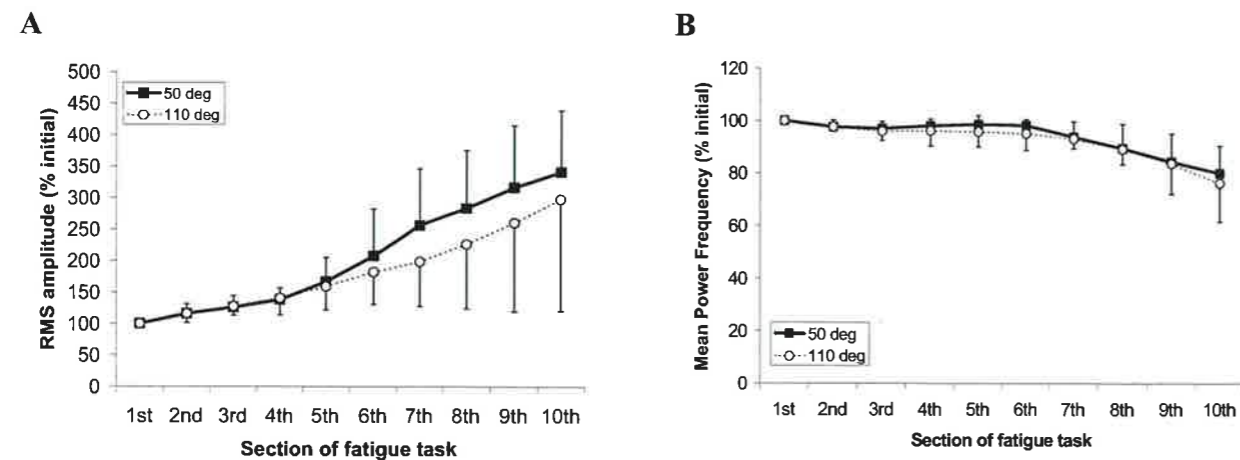 A
RMS amplitude (% initial)
500
450
400
350
300
250
200
150
100
50
0
50 deg
110 deg
1st 2nd 3rd 4th 5th 6th 7th 8th 9th 10th
Section of fatigue task
B
Mean Power Frequency (% initial)
120
100
80
60
40
20
0
50 deg
110 deg
1st 2nd 3rd 4th 5th 6th 7th 8th 9th 10th
Section of fatigue task